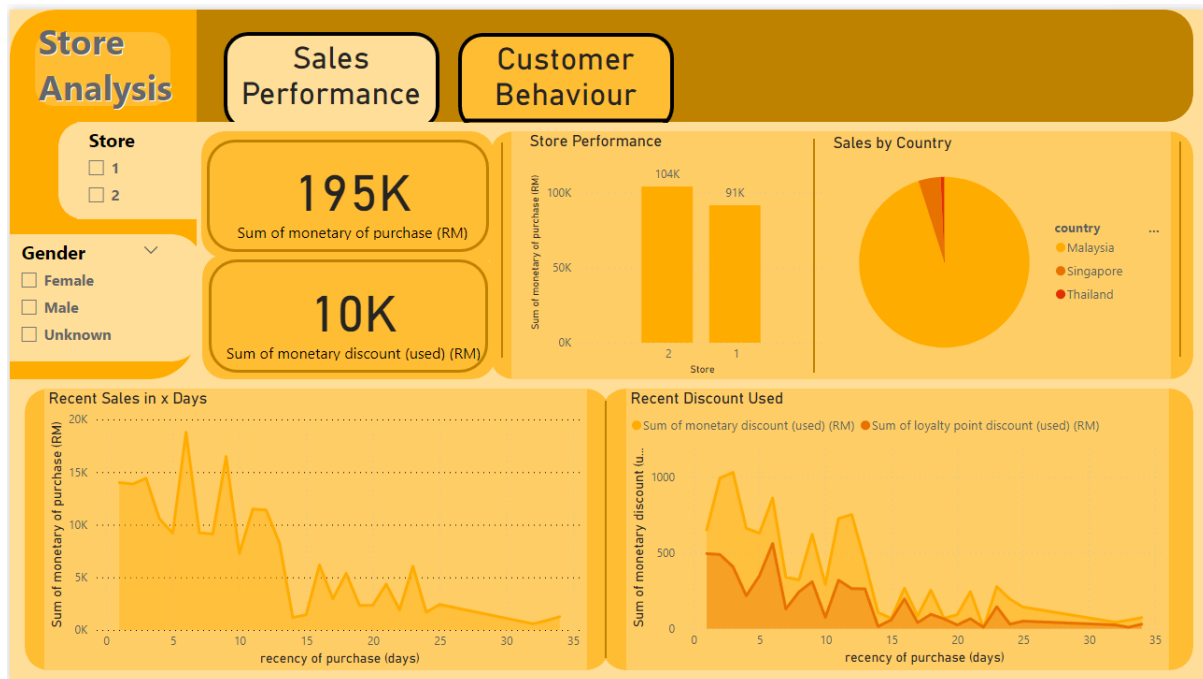 Store
Analysis
Sales
Performance
Customer
Behaviour
Store
1
2
Gender
Female
Male
Unknown
195K
Sum of monetary of purchase (RM)
10K
Sum of monetary discount (used) (RM)
Store Performance
Sum of monetary of purchase (RM)
100K
50K
0K
104K
91K
2
1
Store
Sales by Country
country
...
Malaysia
Singapore
Thailand
Recent Sales in x Days
Sum of monetary of purchase (RM)
20K
15K
10K
5K
0K
0 5 10 15 20 25 30 35
recency of purchase (days)
Recent Discount Used
Sum of monetary discount (used) (RM) Sum of loyalty point discount (used) (RM)
Sum of monetary discount (u...
1000
500
0
0 5 10 15 20 25 30 35
recency of purchase (days)